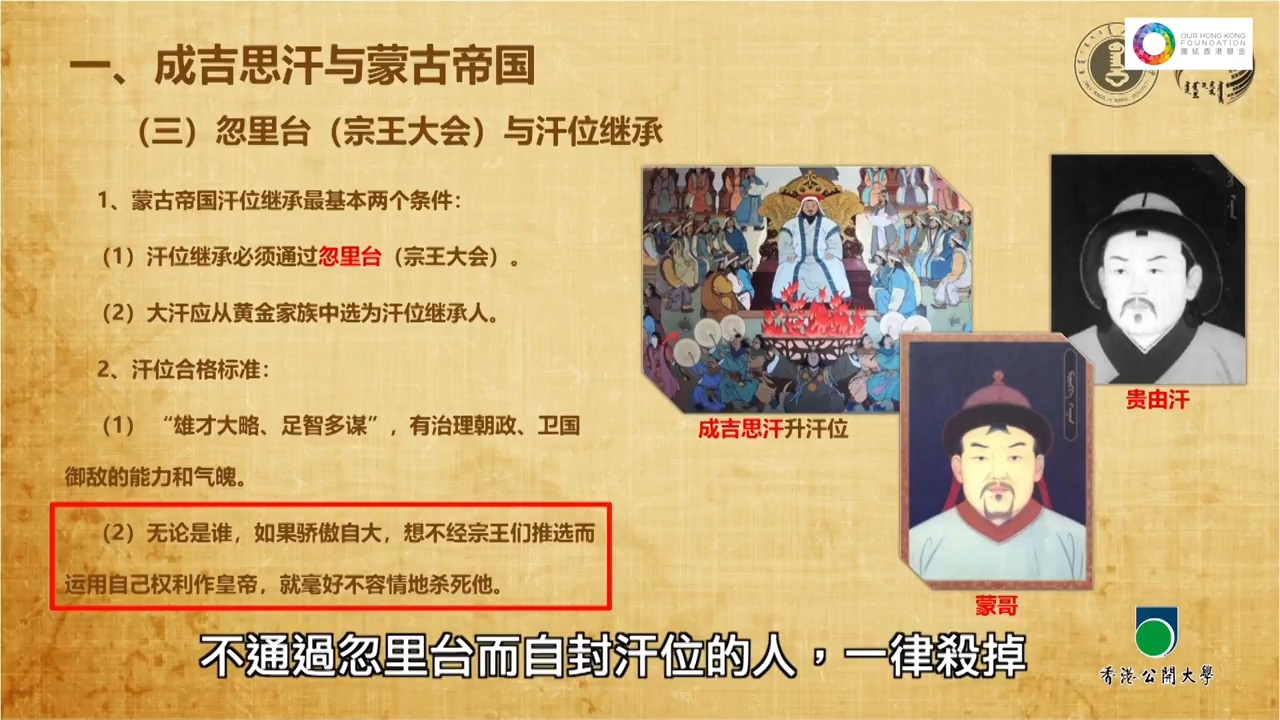 一、成吉思汗与蒙古帝国
（三）忽里台（宗王大会）与汗位继承
1、蒙古帝国汗位继承最基本两个条件：
（1）汗位继承必须通过忽里台（宗王大会）。
（2）大汗应从黄金家族中选为汗位继承人。
2、汗位合格标准：
（1）“雄才大略、足智多谋”，有治理朝政、卫国
御敌的能力和气魄。
（2）无论是谁，如果骄傲自大，想不经宗王们推选而
运用自己权利作皇帝，就毫好不容情地杀死他。
成吉思汗升汗位
贵由汗
蒙哥
OUR HONG KONG
FOUNDATION
團結香港基金
不通過忽里台而自封汗位的人，一律殺掉
香港公開大學